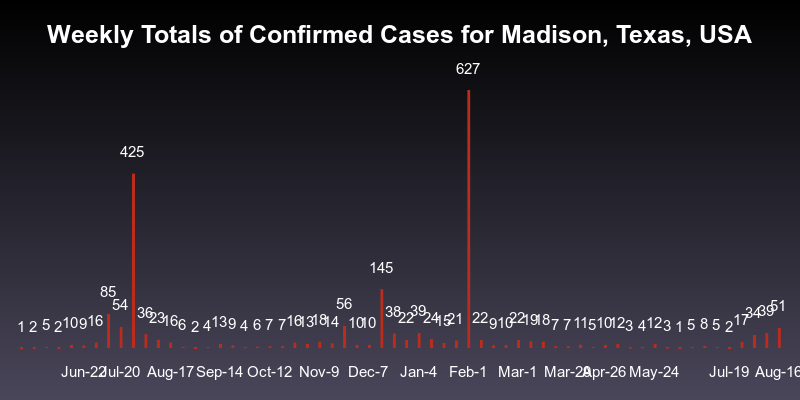 Weekly Totals of Confirmed Cases for Madison, Texas, USA
627
425
145
85
54
56
51
1 2 5 2 10 9 16 36 23 16 6 2 4 13 9 4 6 7 7 16 13 18 14 10 10 38 22 39 24 15 21 22 9 10 22 19 18 7 7 11 5 10 12 3 4 12 3 1 5 8 5 2 17 34 39
Jun-22 Jul-20 Aug-17 Sep-14 Oct-12 Nov-9 Dec-7 Jan-4 Feb-1 Mar-1 Mar-29 Apr-26 May-24 Jul-19 Aug-16